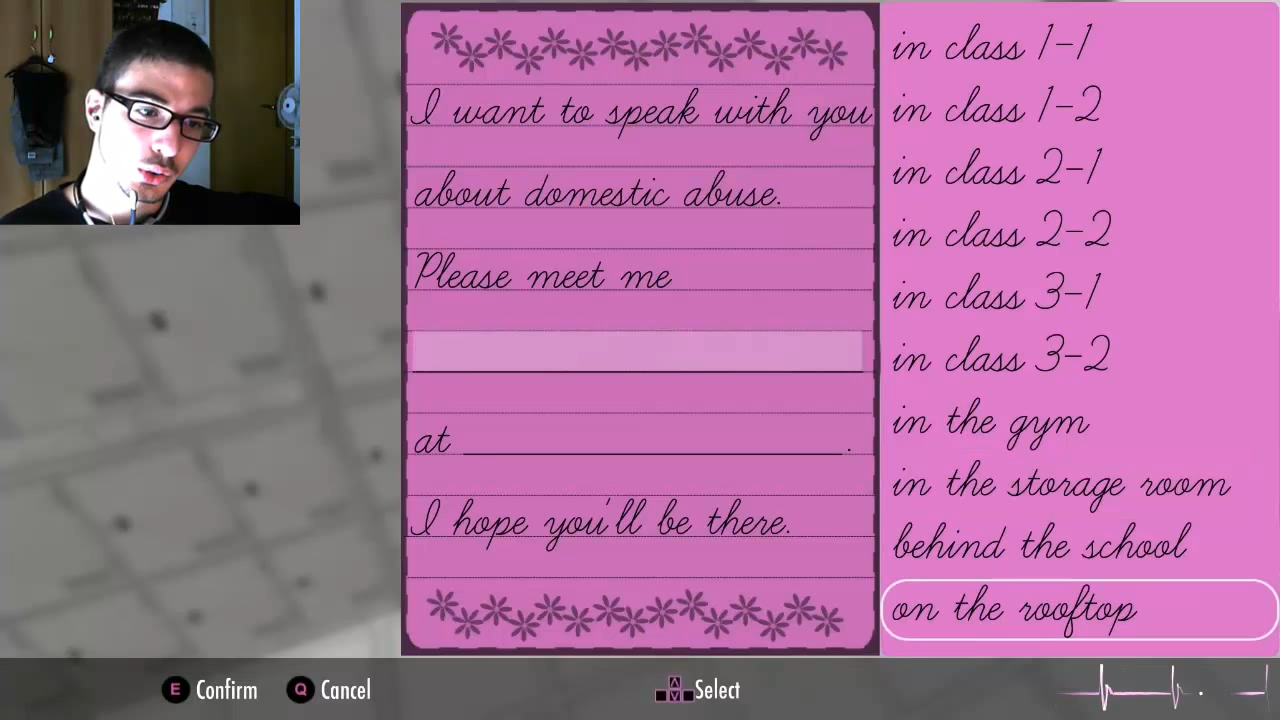 I want to speak with you
about domestic abuse.
Please meet me
at
.
I hope you'll be there.
in class 1-1
in class 1-2
in class 2-1
in class 2-2
in class 3-1
in class 3-2
in the gym
in the storage room
behind the school
on the rooftop
E Confirm
Q Cancel
Select